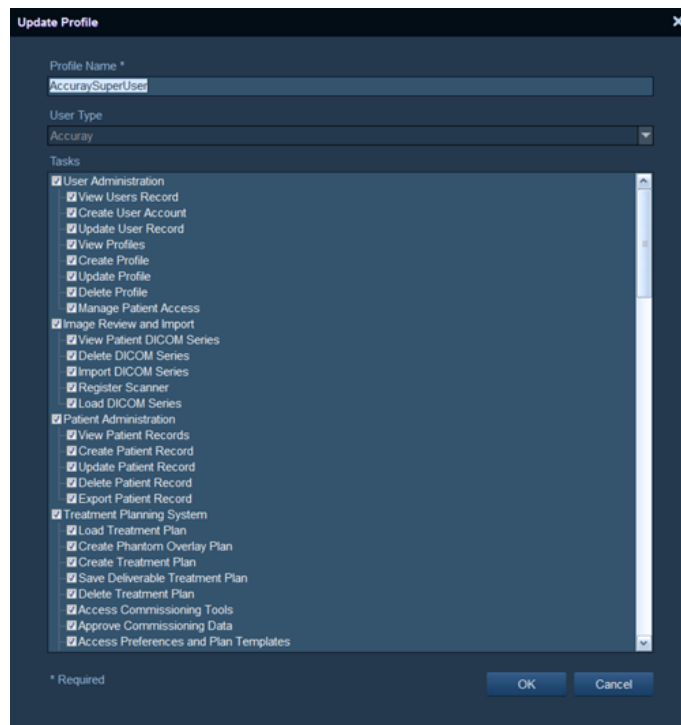 Update Profile
Profile Name *
AccuraySuperUser
User Type
Accuray
Tasks
User Administration
View Users Record
Create User Account
Update User Record
View Profiles
Create Profile
Update Profile
Delete Profile
Manage Patient Access
Image Review and Import
View Patient DICOM Series
Delete DICOM Series
Import DICOM Series
Register Scanner
Load DICOM Series
Patient Administration
View Patient Records
Create Patient Record
Update Patient Record
Delete Patient Record
Export Patient Record
Treatment Planning System
Load Treatment Plan
Create Phantom Overlay Plan
Create Treatment Plan
Save Deliverable Treatment Plan
Delete Treatment Plan
Access Commissioning Tools
Approve Commissioning Data
Access Preferences and Plan Templates
* Required
OK Cancel